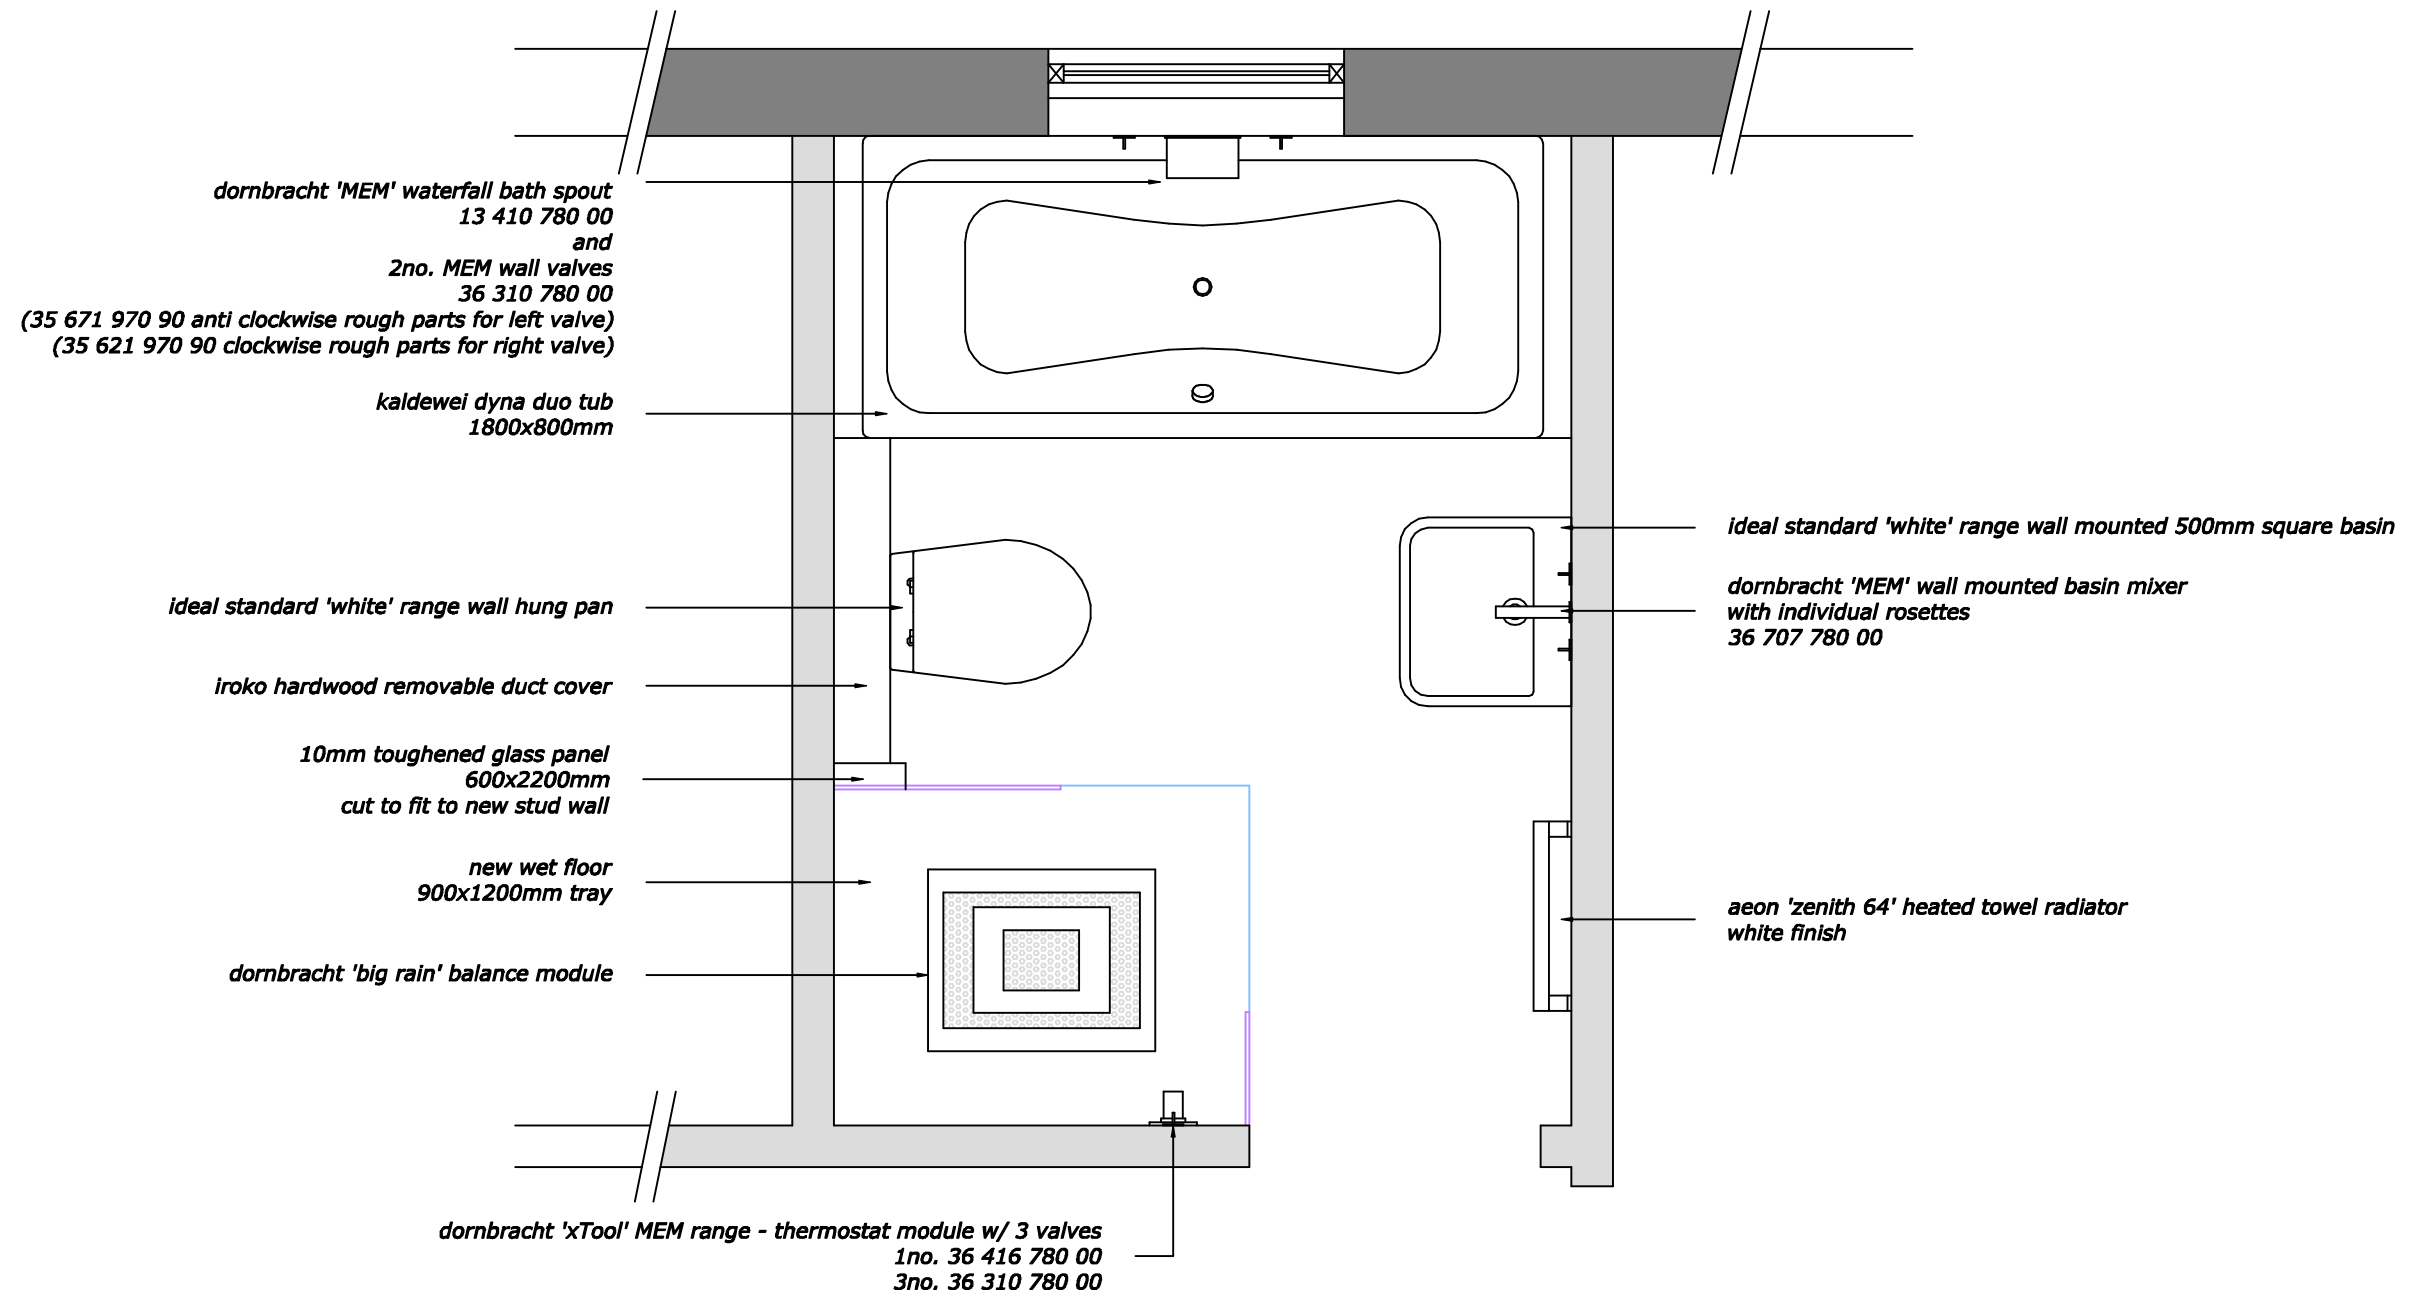 dornbracht 'MEM' waterfall bath spout
13 410 780 00
and
2no. MEM wall valves
36 310 780 00
(35 671 970 90 anti clockwise rough parts for left valve)
(35 621 970 90 clockwise rough parts for right valve)
kaldewei dyna duo tub
1800x800mm
ideal standard 'white' range wall hung pan
iroko hardwood removable duct cover
10mm toughened glass panel
600x2200mm
cut to fit to new stud wall
new wet floor
900x1200mm tray
dornbracht 'big rain' balance module
dornbracht 'xTool' MEM range - thermostat module w/ 3 valves
1no. 36 416 780 00
3no. 36 310 780 00
ideal standard 'white' range wall mounted 500mm square basin
dornbracht 'MEM' wall mounted basin mixer
with individual rosettes
36 707 780 00
aeon 'zenith 64' heated towel radiator
white finish